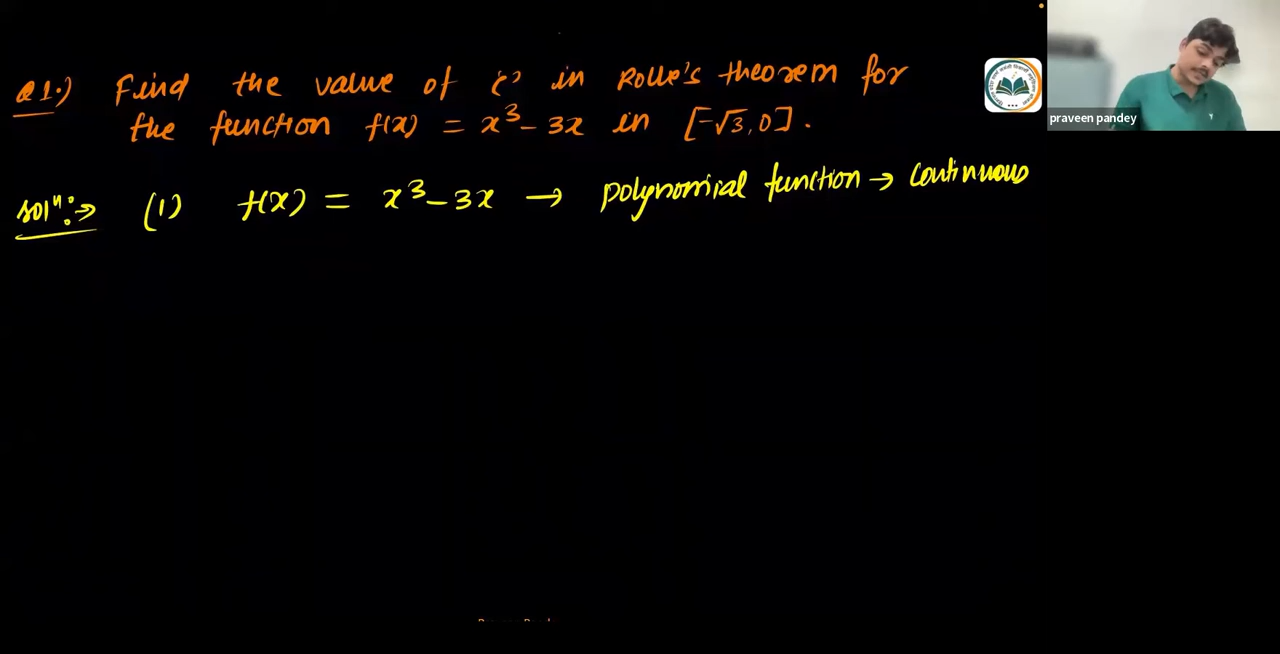 Q1.) Find the value of 'c' in Rolle's theorem for
the function f(x) = x³ - 3x in [-√3, 0].
Solⁿ:→ (1) f(x) = x³ - 3x → polynomial function → continuous
praveen pandey